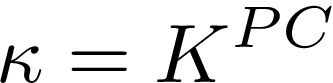 κ = K^{PC}